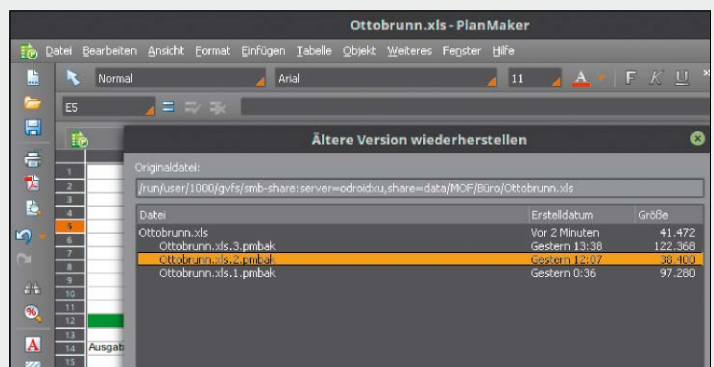 Ottobrunn.xls - PlanMaker
Datei Bearbeiten Ansicht Format Einfügen Tabelle Objekt Weiteres Fenster Hilfe
Normal Arial 11 A F K U »
E5
Ältere Version wiederherstellen
Originaldatei:
/run/user/1000/gvfs/smb-share:server=odroidxu,share=data/MOF/Büro/Ottobrunn.xls
Datei Erstelldatum Größe
Ottobrunn.xls Vor 2 Minuten 41.472
Ottobrunn.xls.3.pmbak Gestern 13:38 122.368
Ottobrunn.xls.2.pmbak Gestern 12:07 38.400
Ottobrunn.xls.1.pmbak Gestern 0:36 97.280
1
2
3
4
5
6
7
8
9
10
11
12
13
14 Ausgab
15
A